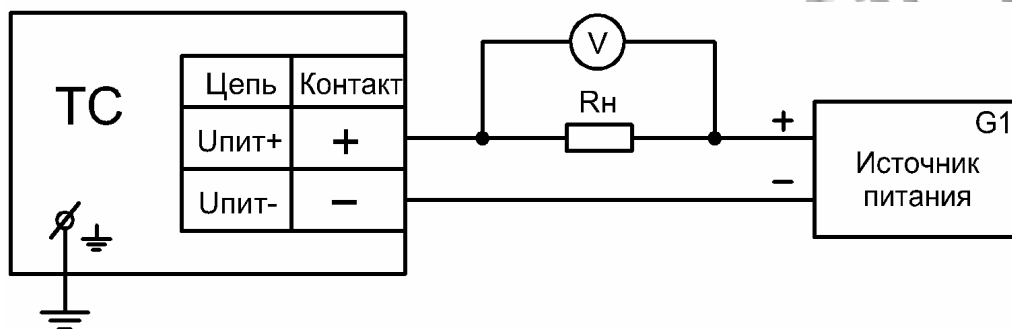 ТС
Цепь Контакт
Uпит+ +
Uпит- −
V
Rн
+
−
G1
Источник
питания